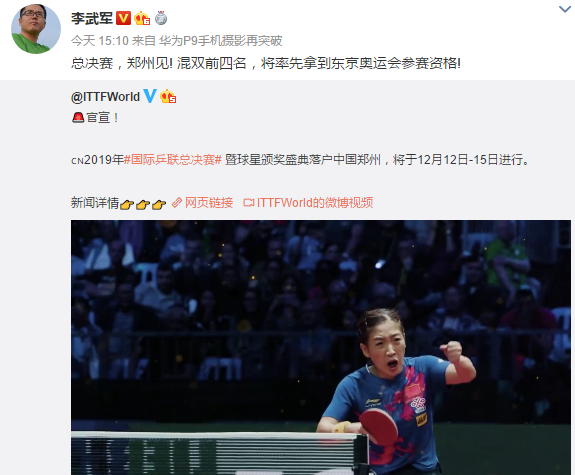 李武军
今天 15:10 来自 华为P9手机摄影再突破
总决赛，郑州见! 混双前四名，将率先拿到东京奥运会参赛资格!
@ITTFWorld
官宣！
CN2019年#国际乒联总决赛# 暨球星颁奖盛典落户中国郑州，将于12月12日-15日进行。
新闻详情 网页链接 ITTFWorld的微博视频